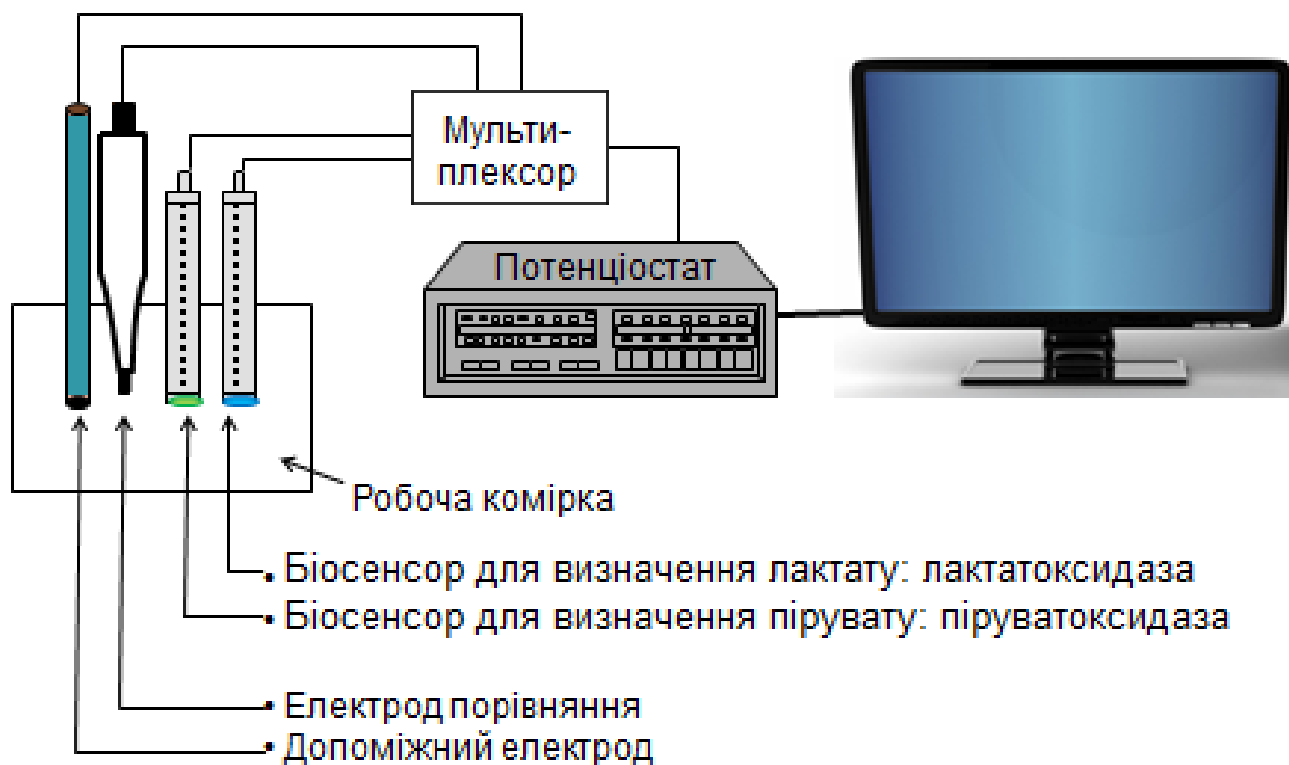 Мульти-
плексор
Потенціостат
Робоча комірка
• Біосенсор для визначення лактату: лактатоксидаза
• Біосенсор для визначення пірувату: піруватоксидаза
• Електрод порівняння
• Допоміжний електрод